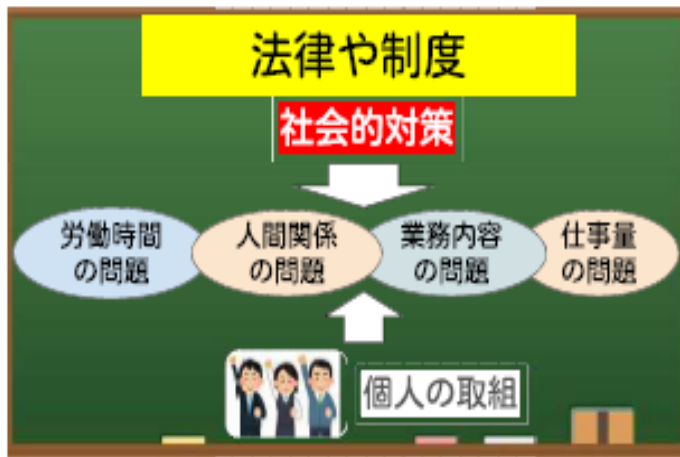 法律や制度
社会的対策
労働時間
の問題
人間関係
の問題
業務内容
の問題
仕事量
の問題
個人の取組